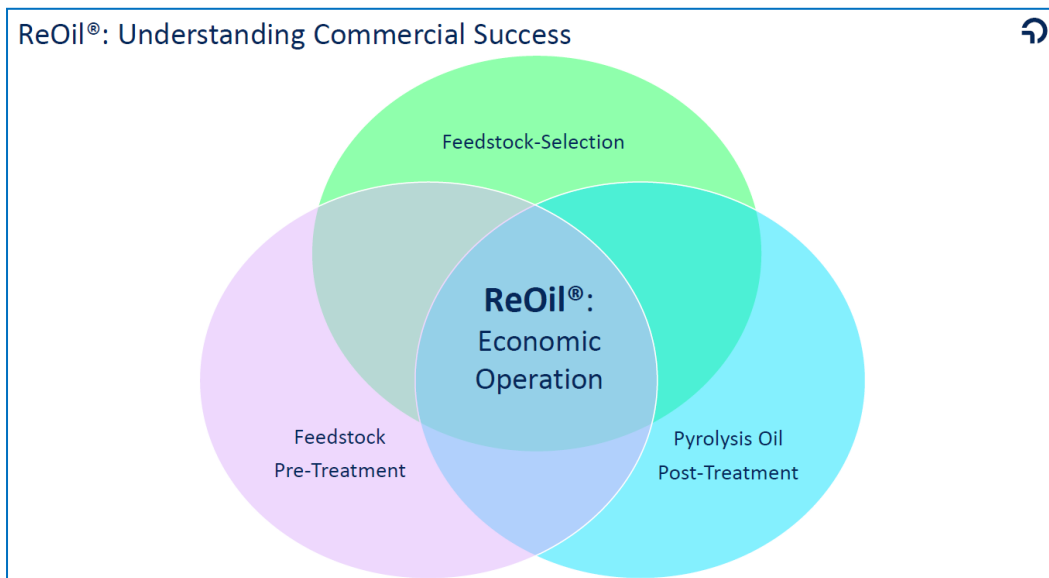 ReOil®: Understanding Commercial Success
Feedstock-Selection
ReOil®:
Economic
Operation
Feedstock
Pre-Treatment
Pyrolysis Oil
Post-Treatment